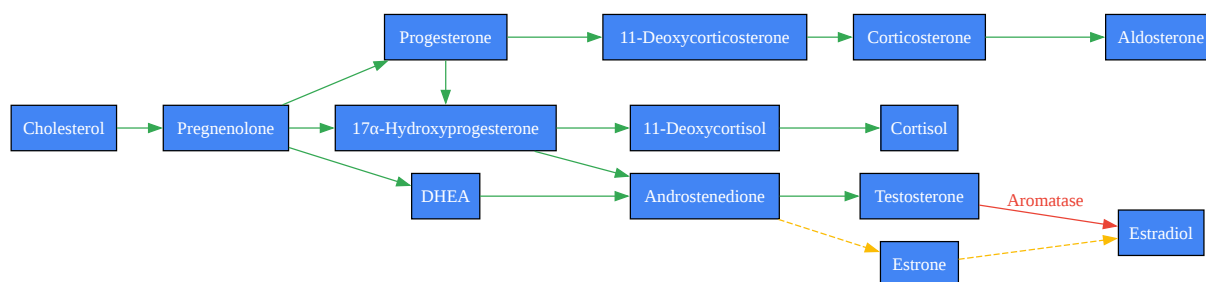 Progesterone
11-Deoxycorticosterone
Corticosterone
Aldosterone
Cholesterol
Pregnenolone
17α-Hydroxyprogesterone
11-Deoxycortisol
Cortisol
DHEA
Androstenedione
Testosterone
Aromatase
Estradiol
Estrone